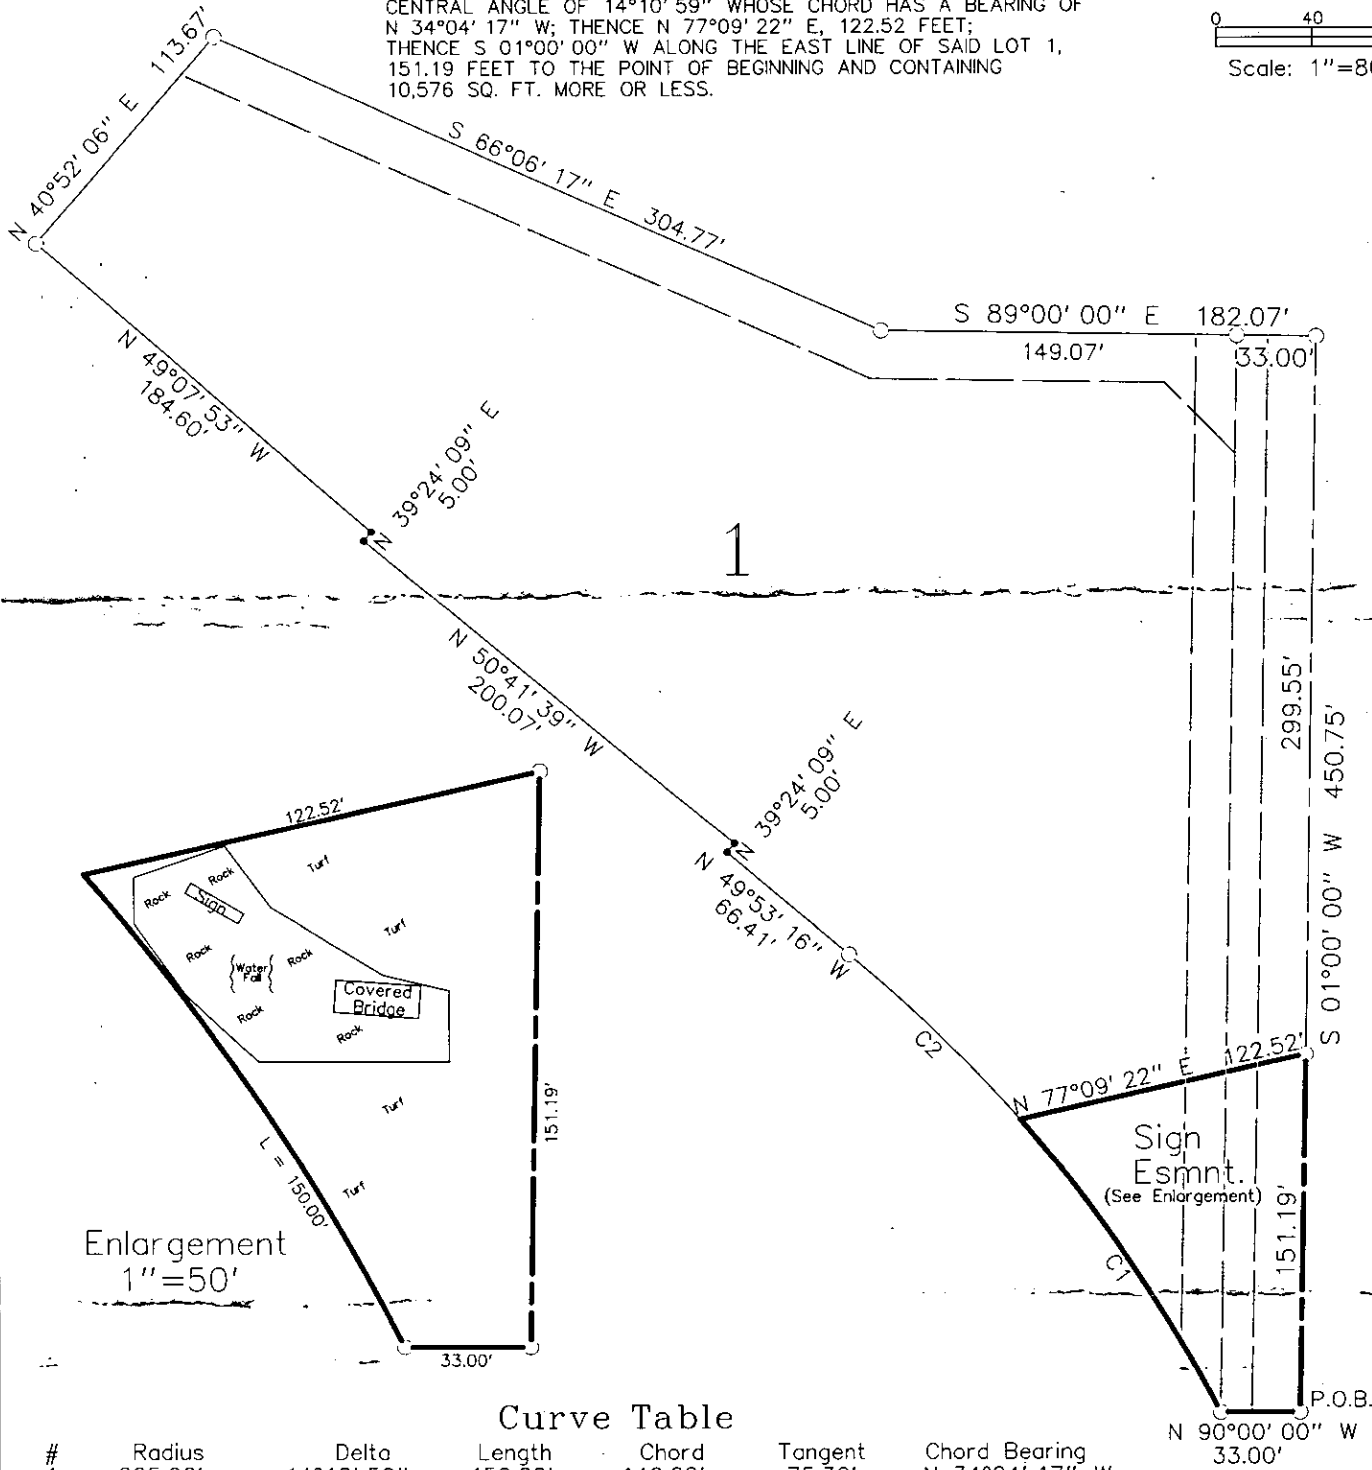 CENTRAL ANGLE OF 14°10'59" WHOSE CHORD HAS A BEARING OF
N 34°04'17" W; THENCE N 77°09'22" E, 122.52 FEET;
THENCE S 01°00'00" W ALONG THE EAST LINE OF SAID LOT 1,
151.19 FEET TO THE POINT OF BEGINNING AND CONTAINING
10,576 SQ. FT. MORE OR LESS.
0 40
Scale: 1"=80
N 40°52'06" E 113.67'
S 66°06'17" E 304.77'
S 89°00'00" E 182.07'
149.07' 33.00'
N 49°07'53" W
184.60'
N 39°24'09" E
5.00'
1
N 50°41'39" W
200.07'
N 39°24'09" E
5.00'
299.55'
S 01°00'00" W 450.75'
N 49°53'16" W
66.41'
C2
N 77°09'22" E 122.52'
Sign
Esmnt.
(See Enlargement)
151.19'
C1
P.O.B.
N 90°00'00" W
33.00'
122.52'
Turf
Rock
Rock
Sign
Turf
Rock
Water
Fall
Rock
Covered
Bridge
Rock
Rock
Turf
151.19'
L = 150.00'
Turf
33.00'
Enlargement
1"=50'
Curve Table
# Radius Delta Length Chord Tangent Chord Bearing